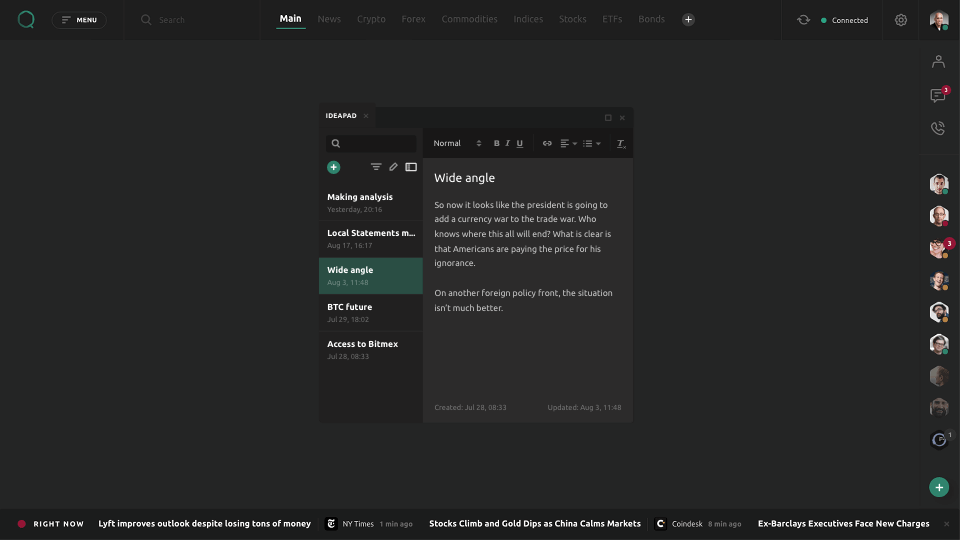 MENU
Search
Main News Crypto Forex Commodities Indices Stocks ETFs Bonds
Connected
3
IDEAPAD
Normal B I U
Making analysis
Yesterday, 20:16
Local Statements m...
Aug 17, 16:17
Wide angle
Aug 3, 11:48
BTC future
Jul 29, 18:02
Access to Bitmex
Jul 28, 08:33
Wide angle
So now it looks like the president is going to
add a currency war to the trade war. Who
knows where this all will end? What is clear is
that Americans are paying the price for his
ignorance.
On another foreign policy front, the situation
isn't much better.
Created: Jul 28, 08:33 Updated: Aug 3, 11:48
3
1
RIGHT NOW Lyft improves outlook despite losing tons of money NY Times 1 min ago Stocks Climb and Gold Dips as China Calms Markets Coindesk 8 min ago Ex-Barclays Executives Face New Charges